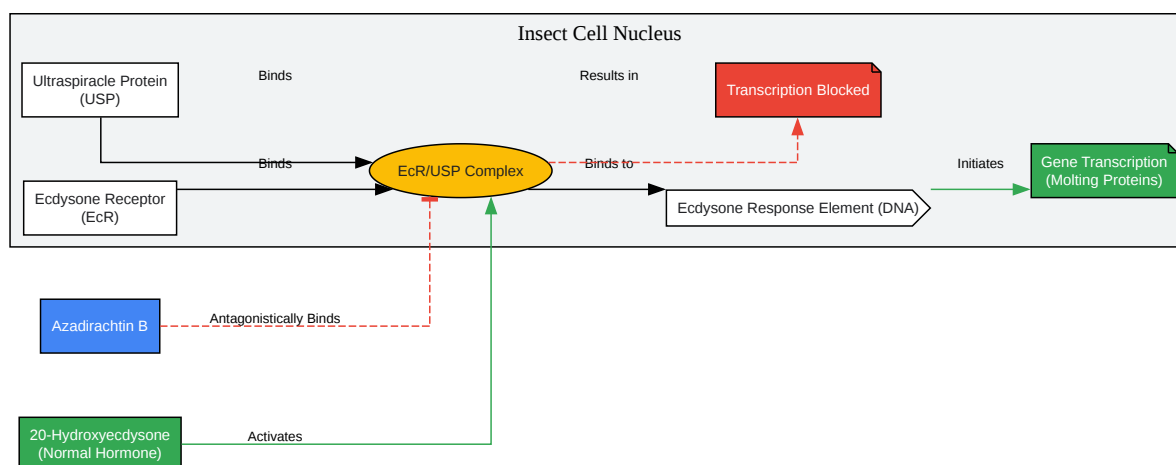 Insect Cell Nucleus
Ultraspiracle Protein
(USP)
Binds
Results in
Transcription Blocked
Binds
EcR/USP Complex
Binds to
Initiates
Gene Transcription
(Molting Proteins)
Ecdysone Receptor
(EcR)
Ecdysone Response Element (DNA)
Azadirachtin B
Antagonistically Binds
20-Hydroxyecdysone
(Normal Hormone)
Activates